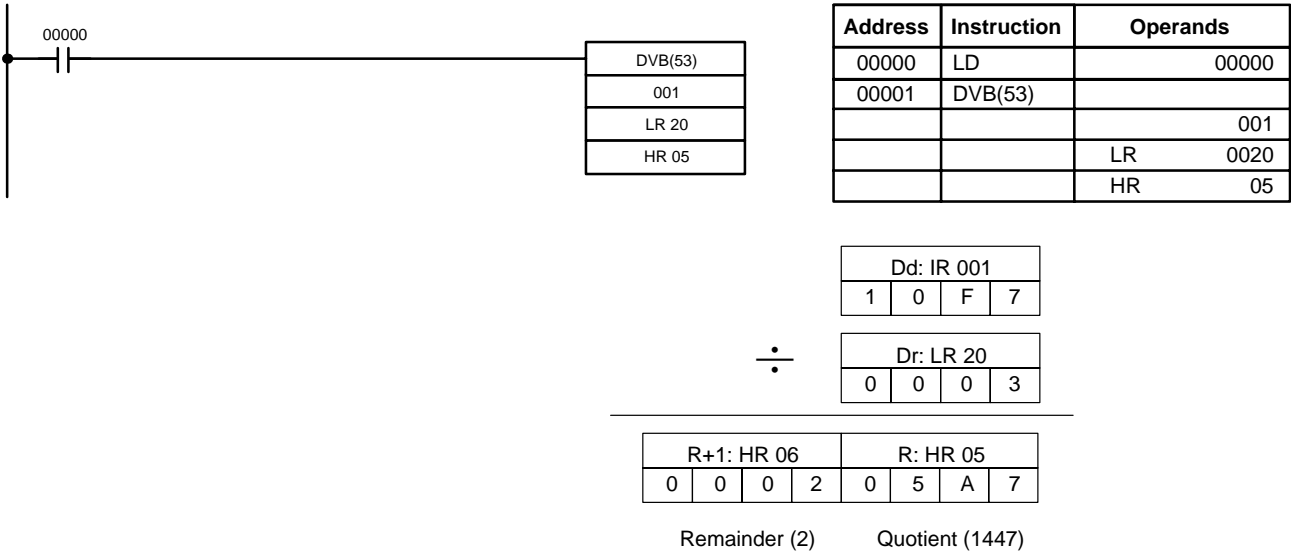 00000
DVB(53)
001
LR 20
HR 05
Address Instruction Operands
00000 LD 00000
00001 DVB(53)
001
LR 0020
HR 05
Dd: IR 001
1 0 F 7
÷
Dr: LR 20
0 0 0 3
R+1: HR 06 R: HR 05
0 0 0 2 0 5 A 7
Remainder (2) Quotient (1447)